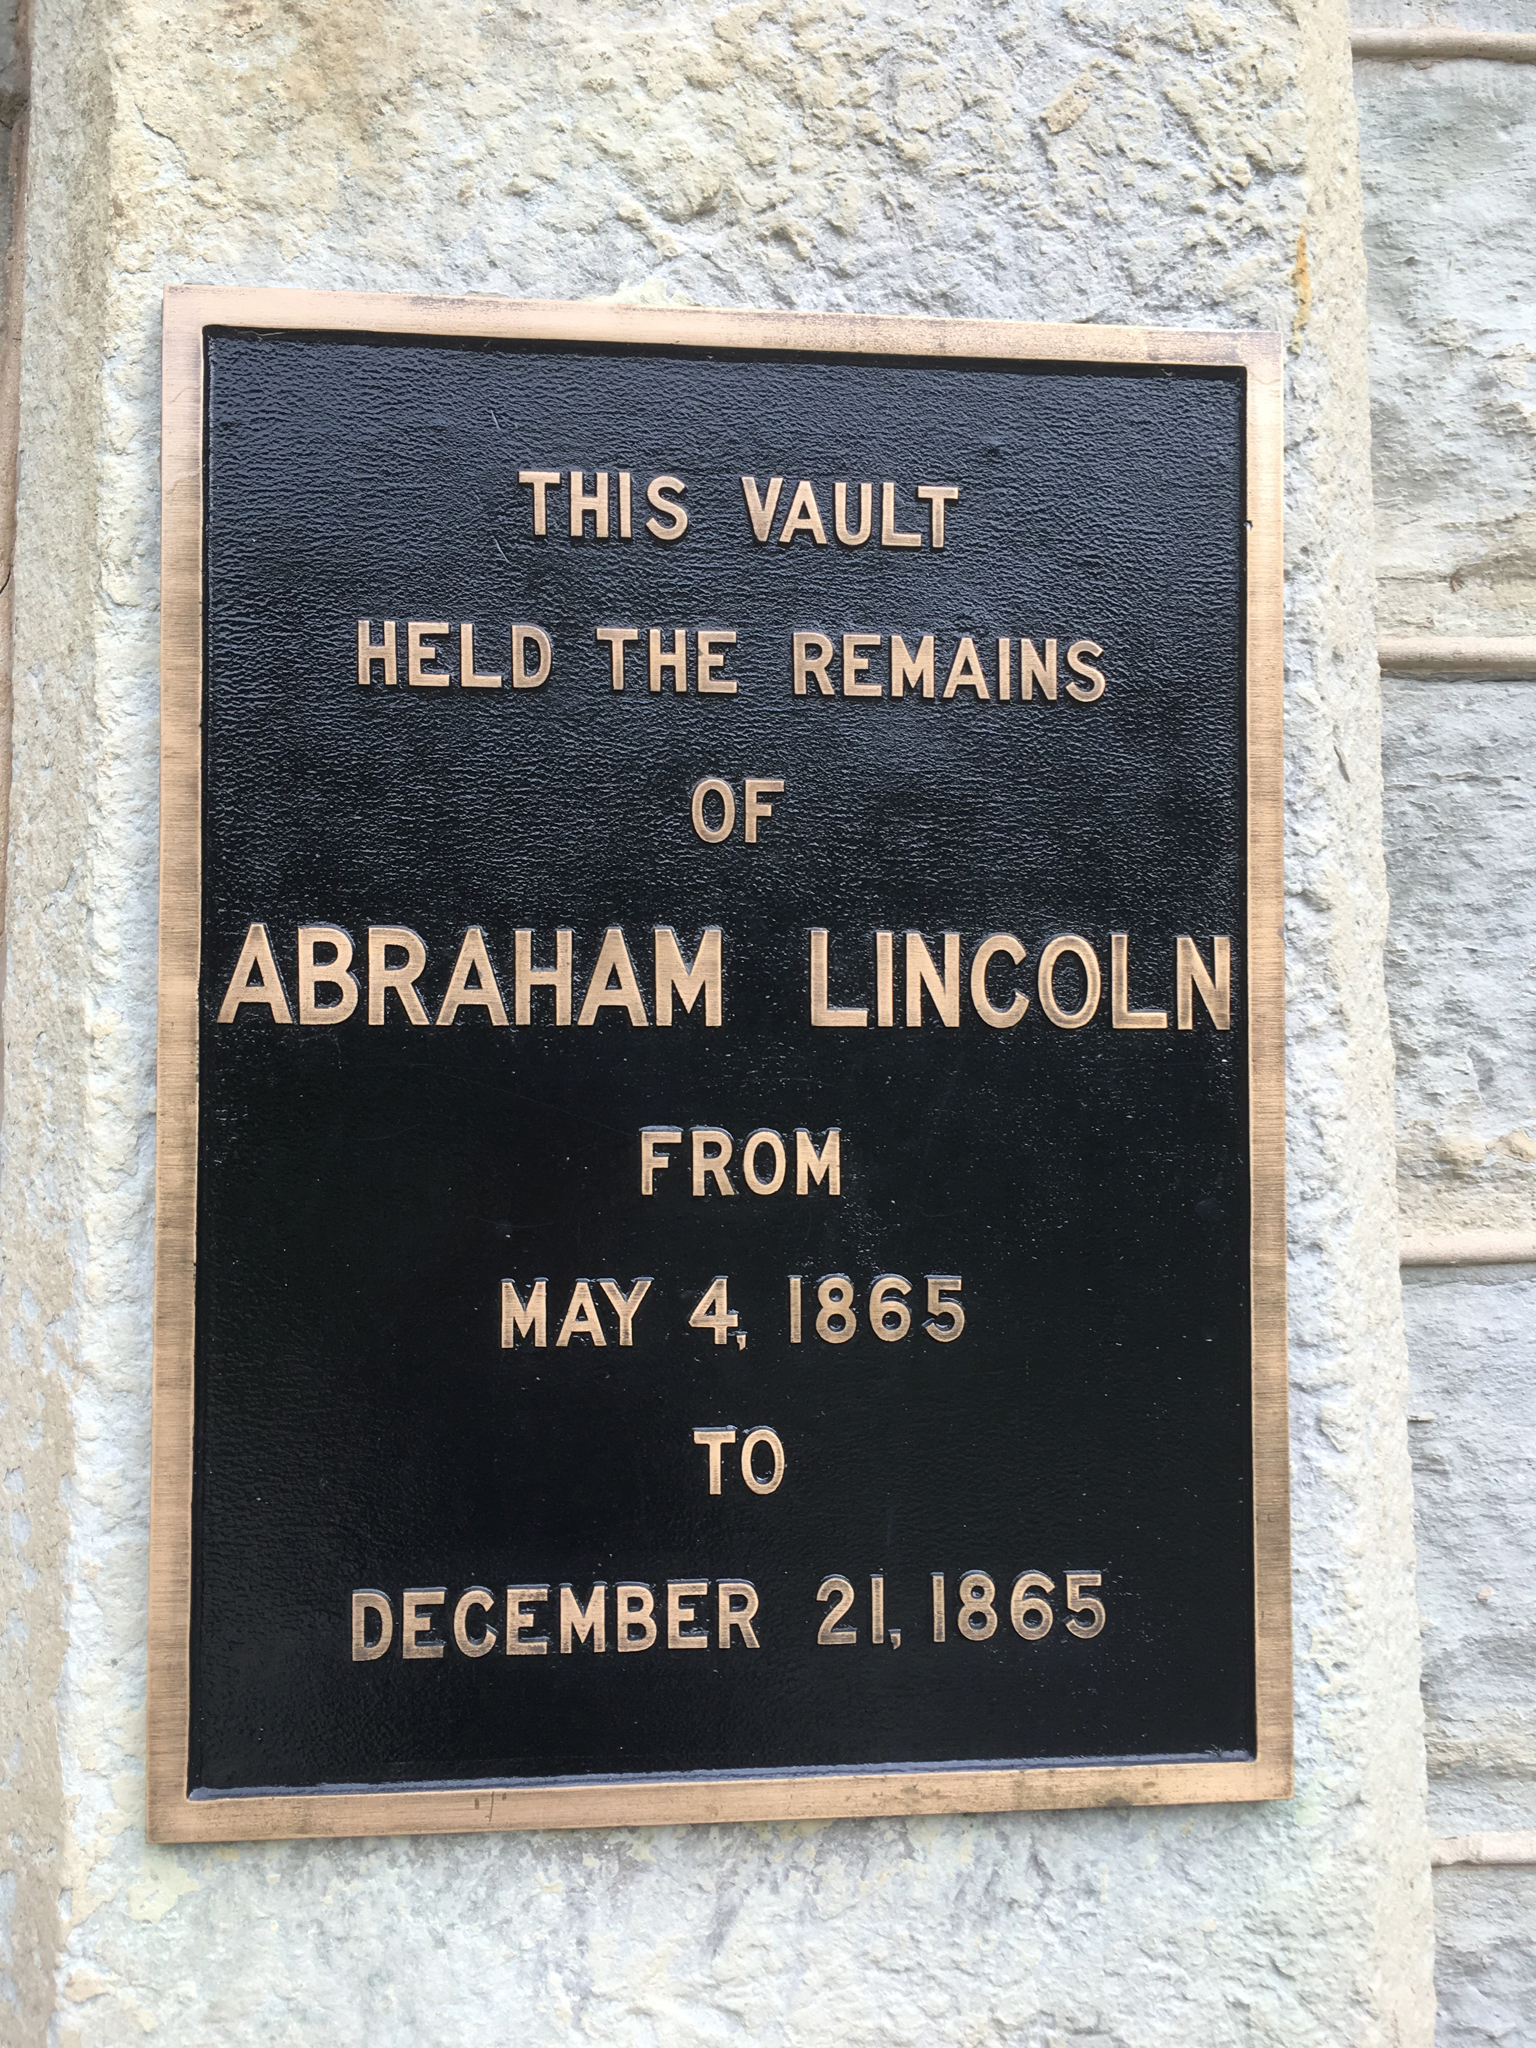 THIS VAULT
HELD THE REMAINS
OF
ABRAHAM LINCOLN
FROM
MAY 4, 1865
TO
DECEMBER 21, 1865